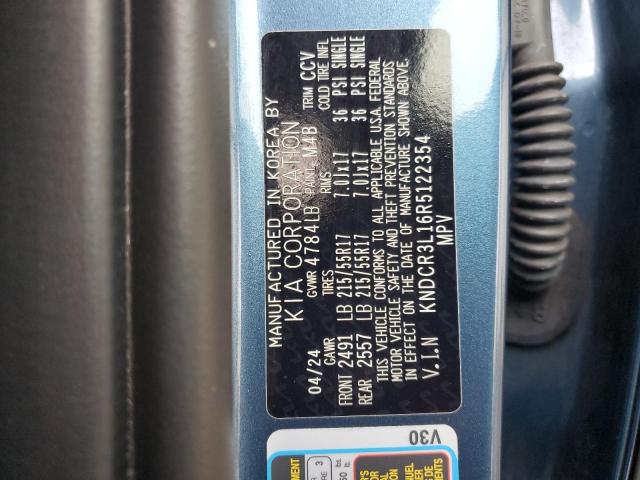 MANUFACTURED IN KOREA BY
KIA CORPORATION
GVWR 4784LB PAINT M4B TRIM CCV
04/24 GAWR TIRES RIMS COLD TIRE INFL
FRONT 2491 LB 215/55R17 7.0Jx17 36 PSI SINGLE
REAR 2557 LB 215/55R17 7.0Jx17 36 PSI SINGLE
THIS VEHICLE CONFORMS TO ALL APPLICABLE U.S.A. FEDERAL
MOTOR VEHICLE SAFETY AND THEFT PREVENTION STANDARDS
IN EFFECT ON THE DATE OF MANUFACTURE SHOWN ABOVE.
V.I.N KNDCR3L16R5122354
MPV
V30